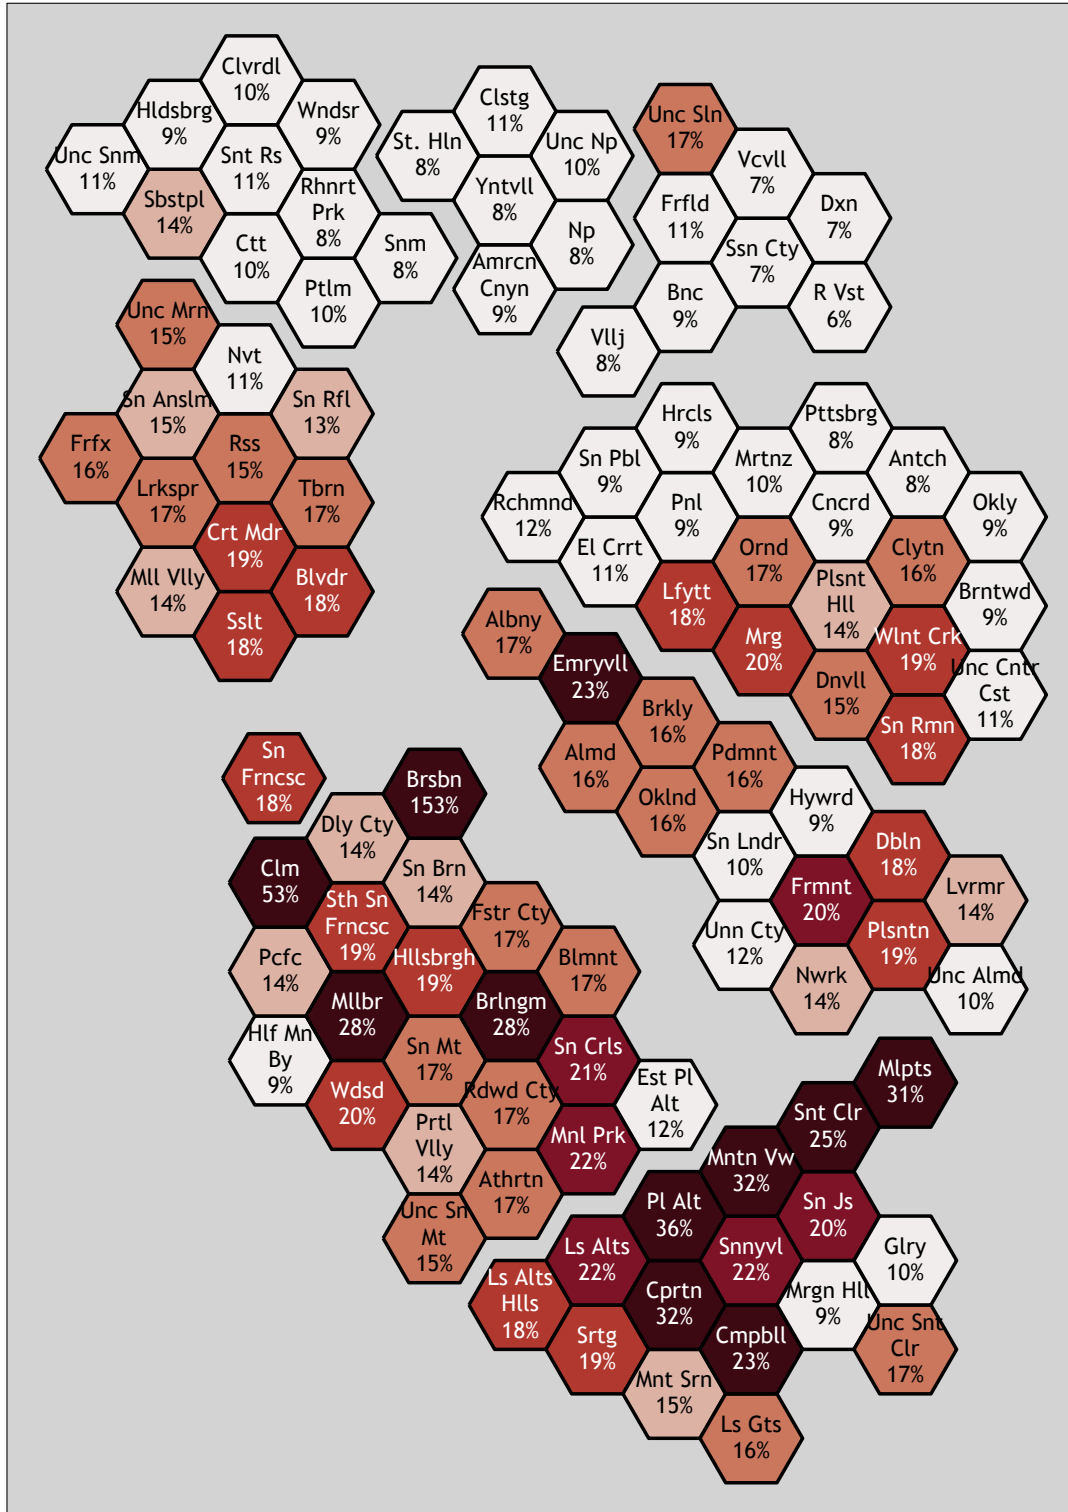 Clvrdl
10%
Hldsbrg
9%
Wndsr
9%
Unc Snm
11%
Snt Rs
11%
Sbstpl
14%
Rhnrt
Prk
8%
Ctt
10%
Snm
8%
Ptlm
10%
Clstg
11%
St. Hln
8%
Unc Np
10%
Yntvll
8%
Np
8%
Amrcn
Cnyn
9%
Unc Sln
17%
Vcvll
7%
Frfld
11%
Dxn
7%
Ssn Cty
7%
Bnc
9%
R Vst
6%
Vllj
8%
Unc Mrn
15%
Nvt
11%
Sn Anslm
15%
Sn Rfl
13%
Frfx
16%
Rss
15%
Lrkspr
17%
Tbrn
17%
Crt Mdr
19%
Mll Vlly
14%
Blvdr
18%
Sslt
18%
Hrcls
9%
Pttsbrg
8%
Sn Pbl
9%
Mrtnz
10%
Antch
8%
Rchmnd
12%
Pnl
9%
Cncrd
9%
Okly
9%
El Crrt
11%
Ornd
17%
Clytn
16%
Lfytt
18%
Plsnt
Hll
14%
Brntwd
9%
Mrg
20%
Wlnt Crk
19%
Dnvll
15%
Unc Cntr
Cst
11%
Sn Rmn
18%
Albny
17%
Emryvll
23%
Brkly
16%
Almd
16%
Pdmnt
16%
Oklnd
16%
Hywrd
9%
Sn Lndr
10%
Dbln
18%
Frmnt
20%
Lvrmr
14%
Unn Cty
12%
Plsntn
19%
Nwrk
14%
Unc Almd
10%
Sn
Frncsc
18%
Brsbn
153%
Dly Cty
14%
Clm
53%
Sn Brn
14%
Sth Sn
Frncsc
19%
Fstr Cty
17%
Pcfc
14%
Hllsbrgh
19%
Blmnt
17%
Mllbr
28%
Brlngm
28%
Hlf Mn
By
9%
Sn Mt
17%
Sn Crls
21%
Wdsd
20%
Rdwd Cty
17%
Est Pl
Alt
12%
Prtl
Vlly
14%
Mnl Prk
22%
Athrtn
17%
Unc Sn
Mt
15%
Mlpts
31%
Snt Clr
25%
Mntn Vw
32%
Pl Alt
36%
Sn Js
20%
Ls Alts
22%
Snnyvl
22%
Glry
10%
Ls Alts
Hlls
18%
Cprtn
32%
Mrgn Hll
9%
Srtg
19%
Cmpbll
23%
Unc Snt
Clr
17%
Mnt Srn
15%
Ls Gts
16%